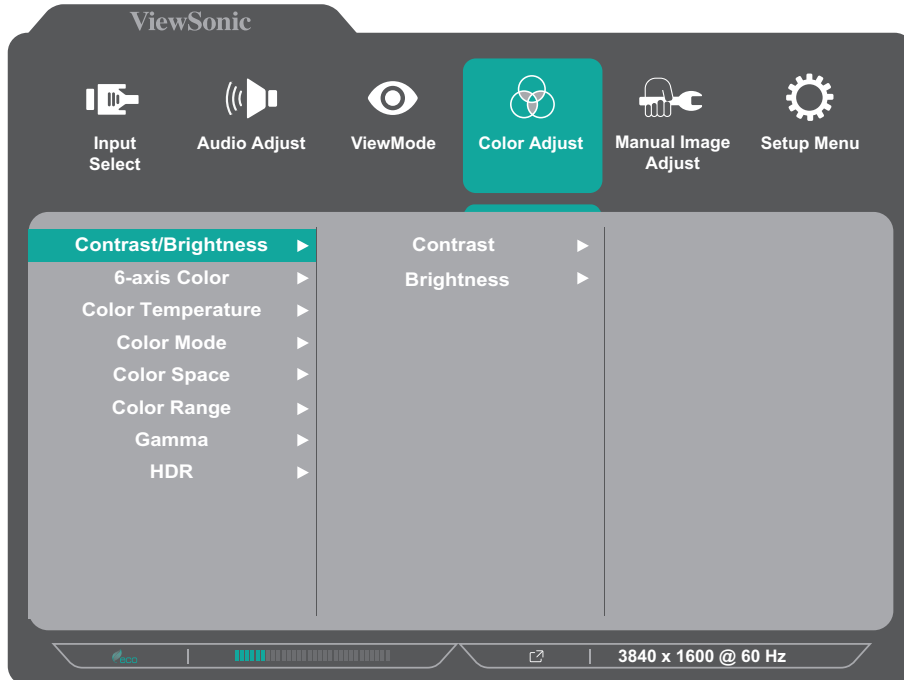 ViewSonic
Input Select
Audio Adjust
ViewMode
Color Adjust
Manual Image Adjust
Setup Menu
Contrast/Brightness
Contrast
6-axis Color
Brightness
Color Temperature
Color Mode
Color Space
Color Range
Gamma
HDR
eco
3840 x 1600 @ 60 Hz